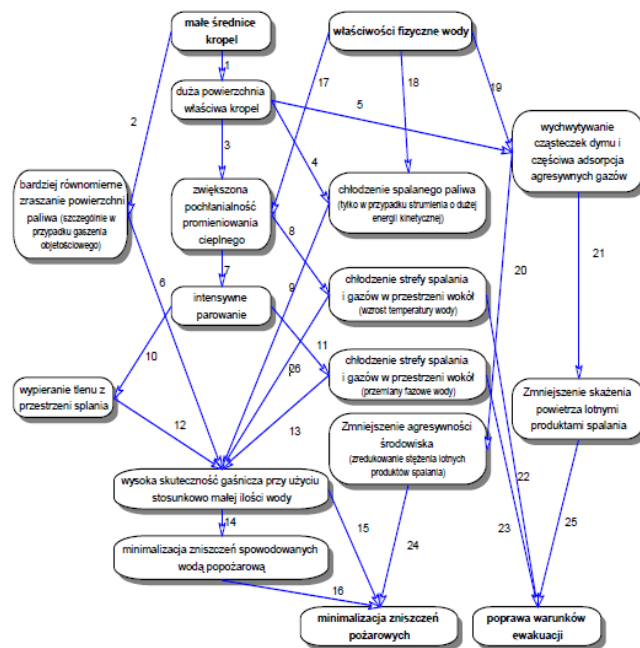 małe średnice
kropel
właściwości fizyczne wody
1
17
18
19
2
duża powierzchnia
właściwa kropel
5
wychwytywanie
cząsteczek dymu i
częściwa adsorpcja
agresywnych gazów
3
4
bardziej równomierne
zraszanie powierzchni
paliwa (szczególnie w
przypadku gaszenia
objętościowego)
zwiększona
pochłanialność
promieniowania
cieplnego
chłodzenie spalanego paliwa
(tylko w przypadku strumienia o dużej
energii kinetycznej)
8
20
21
7
6
9
intensywne
parowanie
chłodzenie strefy spalania
i gazów w przestrzeni wokół
(wzrost temperatury wody)
10
11
26
wypieranie tlenu z
przestrzeni splania
chłodzenie strefy spalania
i gazów w przestrzeni wokół
(przemiany fazowe wody)
Zmniejszenie skażenia
powietrza lotnymi
produktami spalania
12
13
Zmniejszenie agresywności
środowiska
(zredukowanie stężenia lotnych
produktów spalania)
22
wysoka skuteczność gaśnicza przy użyciu
stosunkowo małej ilości wody
14
15
24
23
25
minimalizacja zniszczeń spowodowanych
wodą popożarową
16
minimalizacja zniszczeń
pożarowych
poprawa warunków
ewakuacji